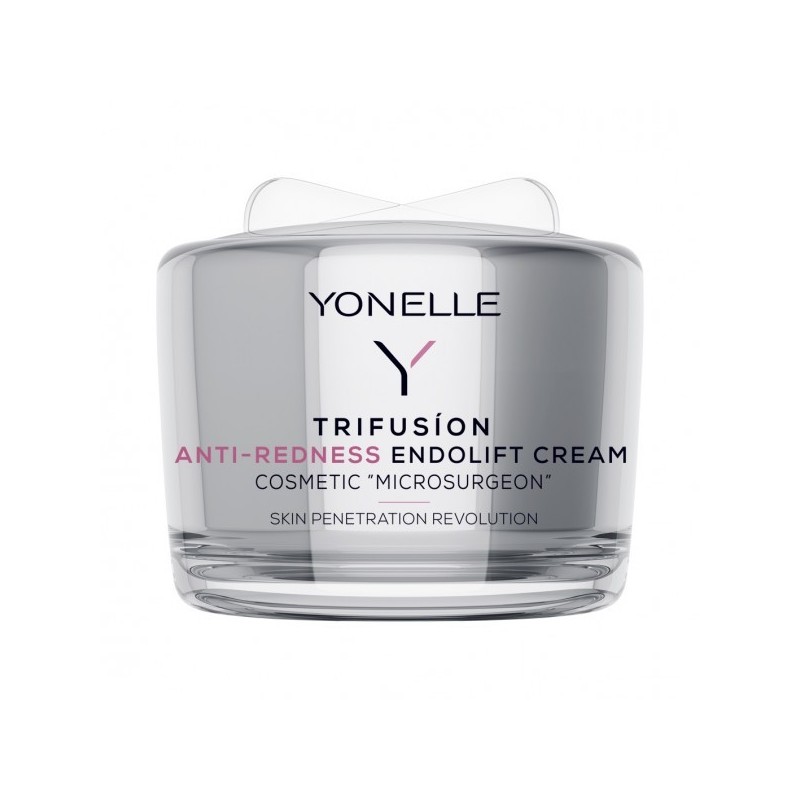 YONELLE
Y
TRIFUSÍON
ANTI-REDNESS ENDOLIFT CREAM
COSMETIC "MICROSURGEON"
SKIN PENETRATION REVOLUTION